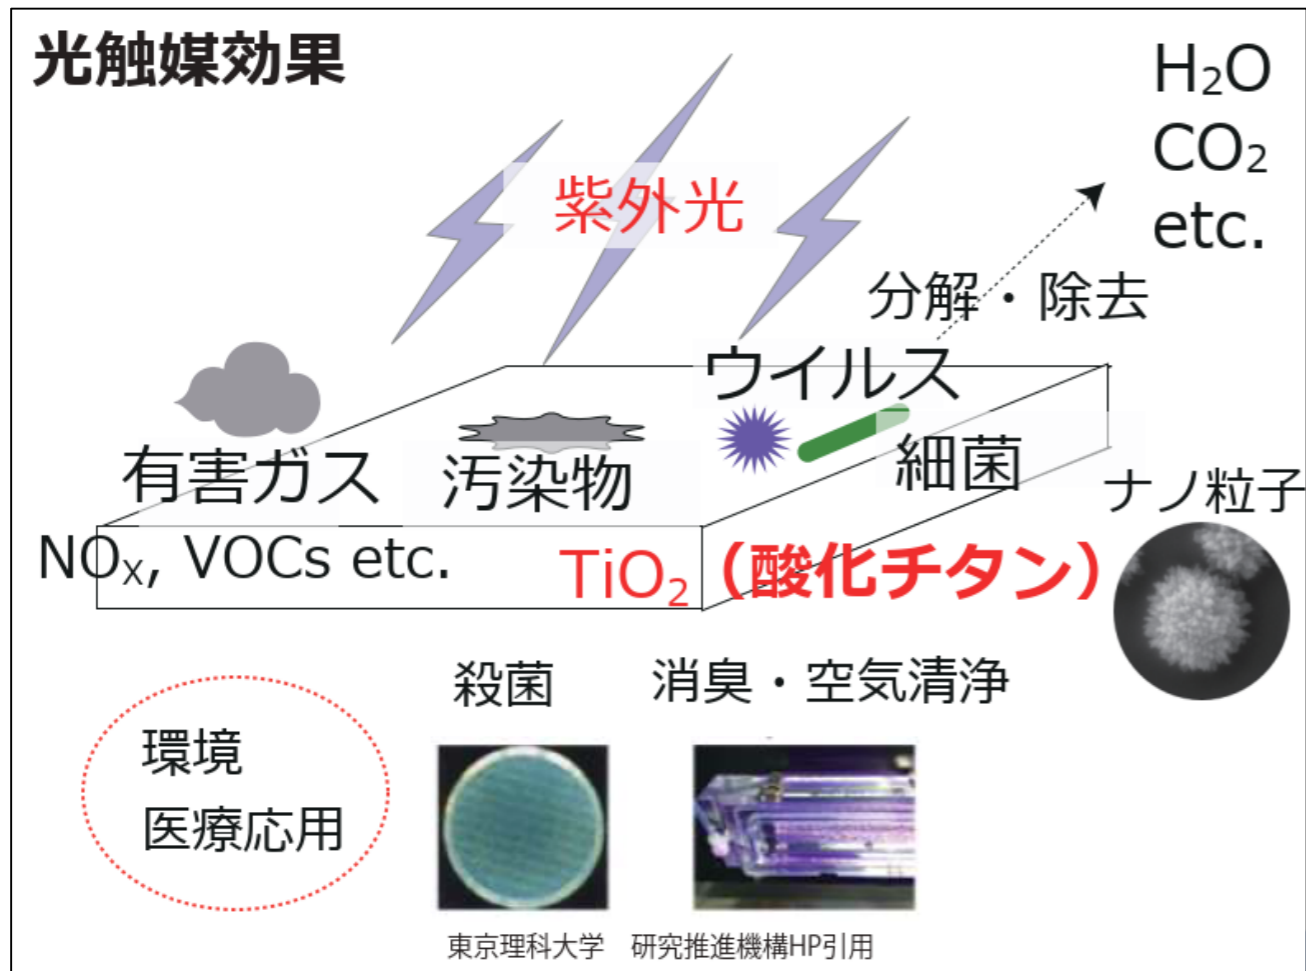 光触媒効果
H₂O
CO₂
etc.
紫外光
分解・除去
ウイルス
有害ガス
汚染物
細菌
ナノ粒子
NOₓ, VOCs etc.
TiO₂（酸化チタン）
殺菌
消臭・空気清浄
環境
医療応用
東京理科大学 研究推進機構HP引用